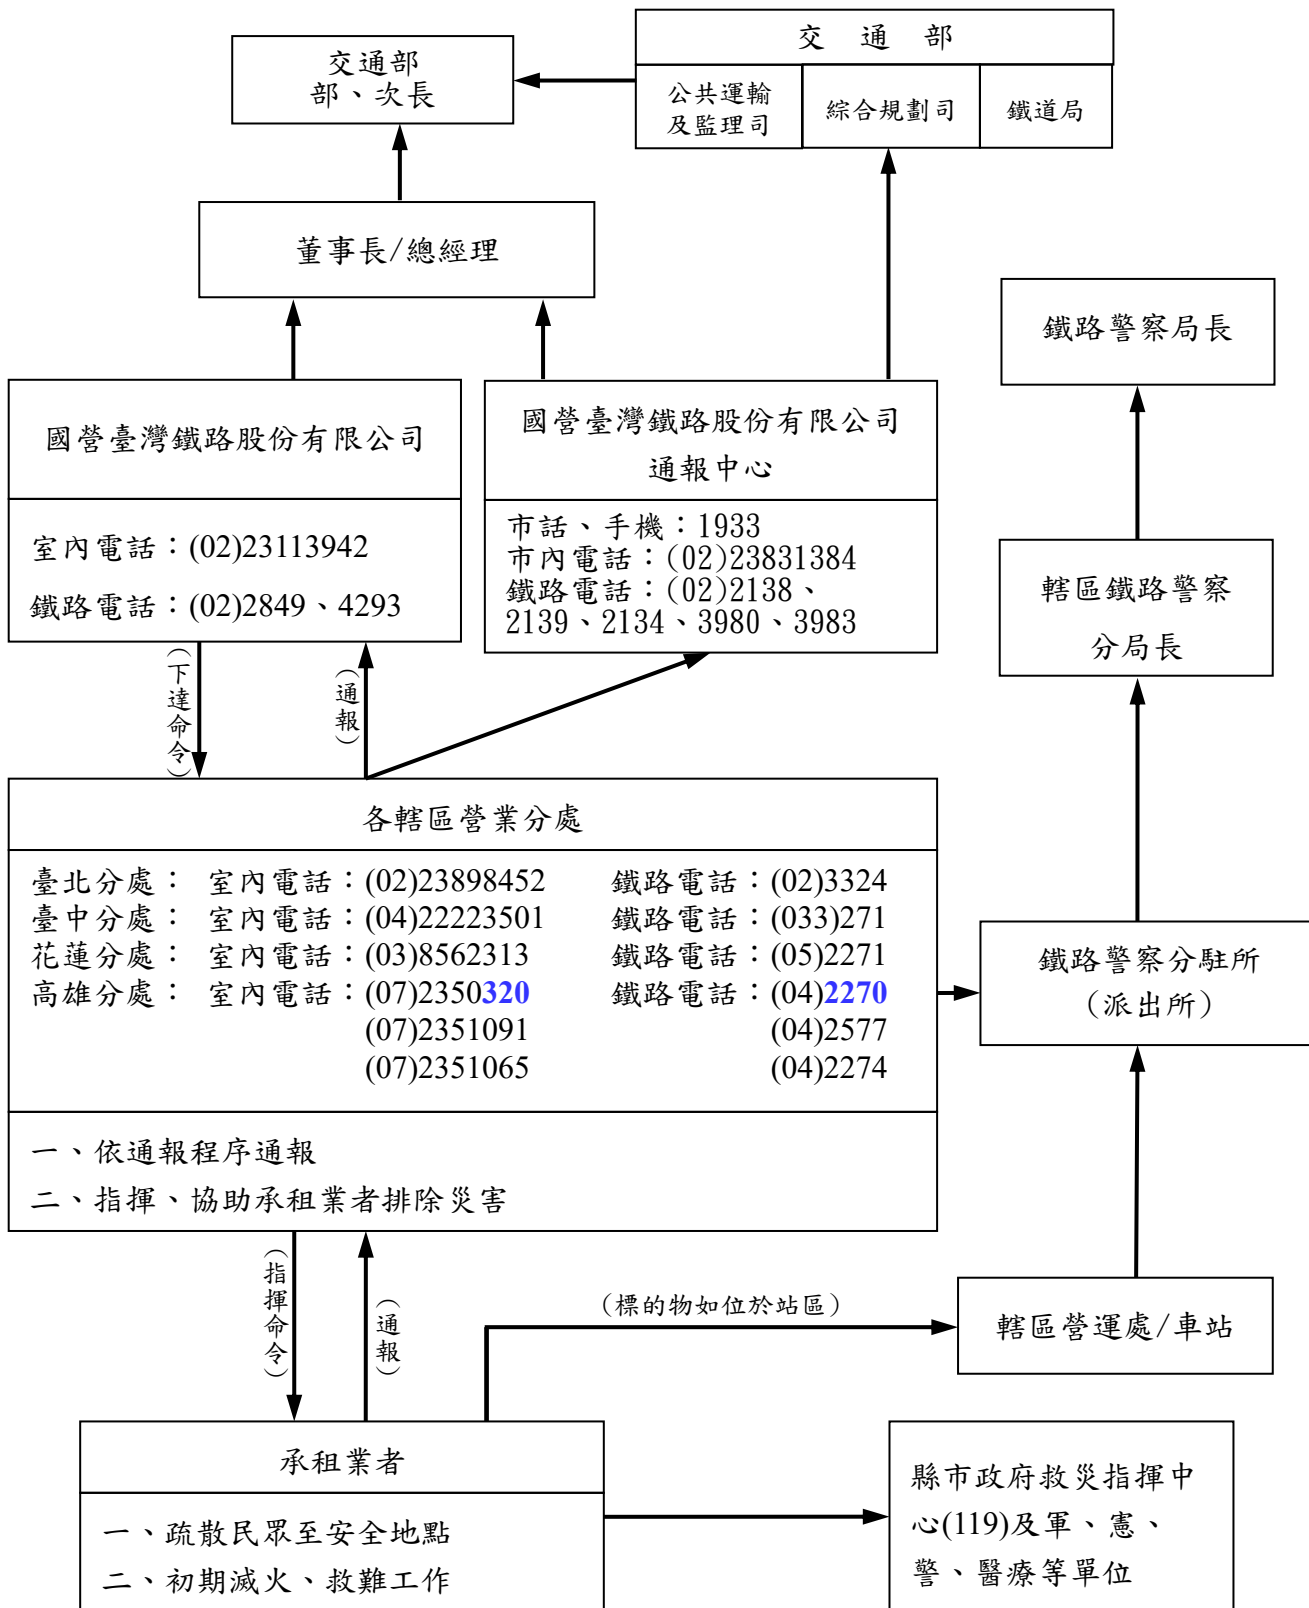 交通部
部、次長
交　通　部
公共運輸
及監理司
綜合規劃司
鐵道局
董事長/總經理
鐵路警察局長
國營臺灣鐵路股份有限公司
室內電話：(02)23113942
鐵路電話：(02)2849、4293
國營臺灣鐵路股份有限公司
通報中心
市話、手機：1933
市內電話：(02)23831384
鐵路電話：(02)2138、
2139、2134、3980、3983
轄區鐵路警察
分局長
(下達命令)
(通報)
各轄區營業分處
臺北分處： 室內電話：(02)23898452 鐵路電話：(02)3324
臺中分處： 室內電話：(04)22223501 鐵路電話：(033)271
花蓮分處： 室內電話：(03)8562313 鐵路電話：(05)2271
高雄分處： 室內電話：(07)2350320 鐵路電話：(04)2270
(07)2351091 (04)2577
(07)2351065 (04)2274
一、依通報程序通報
二、指揮、協助承租業者排除災害
鐵路警察分駐所
（派出所）
(指揮命令)
(通報)
（標的物如位於站區）
轄區營運處/車站
承租業者
一、疏散民眾至安全地點
二、初期滅火、救難工作
縣市政府救災指揮中
心(119)及軍、憲、
警、醫療等單位